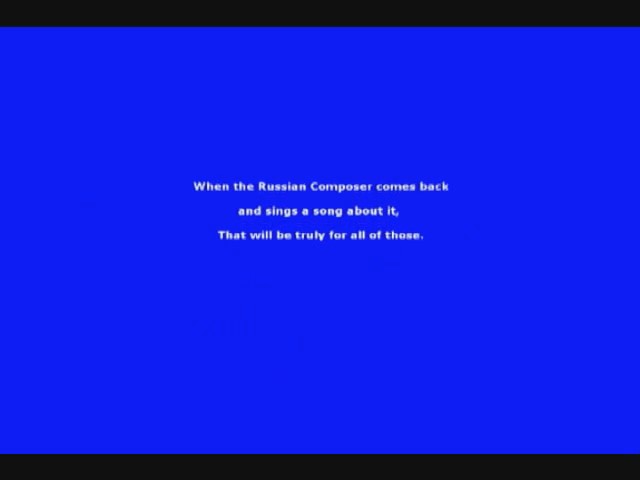 When the Russian Composer comes back
and sings a song about it,
That will be truly for all of those.